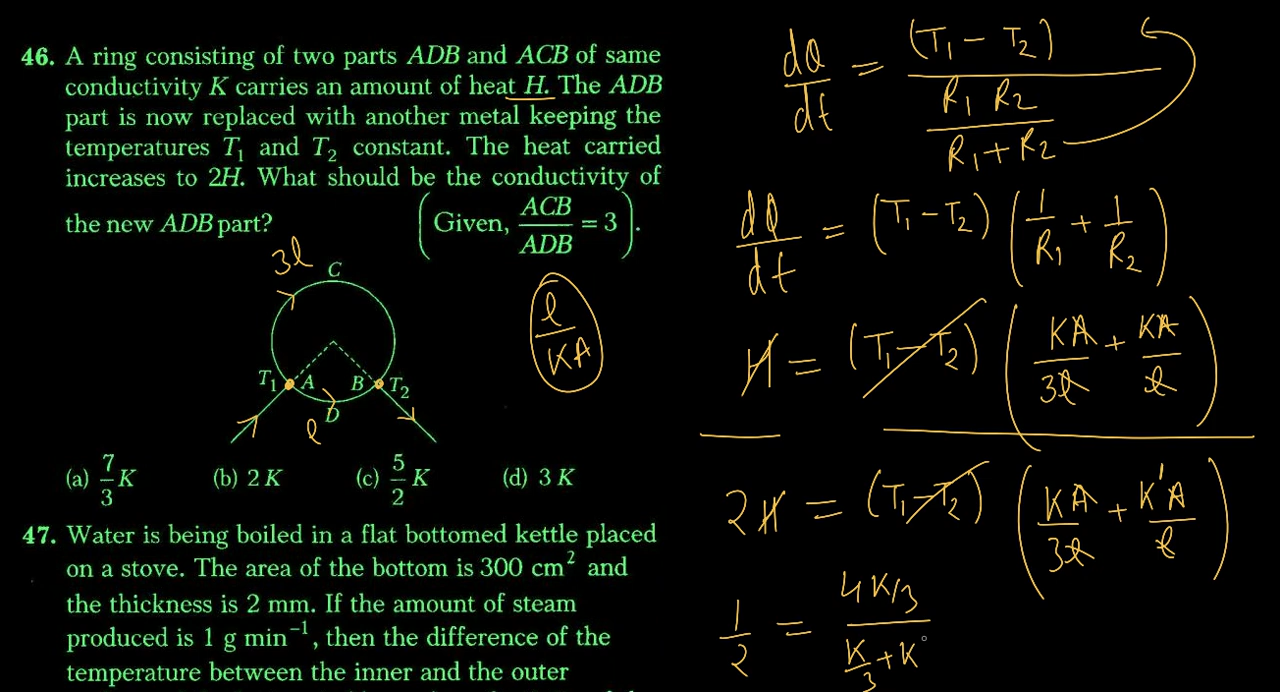 46. A ring consisting of two parts ADB and ACB of same
conductivity K carries an amount of heat H. The ADB
part is now replaced with another metal keeping the
temperatures T₁ and T₂ constant. The heat carried
increases to 2H. What should be the conductivity of
the new ADB part? (Given, ACB/ADB = 3).
3l
C
T₁ A B T₂
D
l
l/KA
(a) 7/3 K (b) 2 K (c) 5/2 K (d) 3 K
47. Water is being boiled in a flat bottomed kettle placed
on a stove. The area of the bottom is 300 cm² and
the thickness is 2 mm. If the amount of steam
produced is 1 g min⁻¹, then the difference of the
temperature between the inner and the outer
dQ/dt = (T₁ - T₂) / (R₁ R₂ / (R₁ + R₂))
dQ/dt = (T₁ - T₂) (1/R₁ + 1/R₂)
H = (T₁ - T₂) (KA/3l + KA/l)
2H = (T₁ - T₂) (KA/3l + K'A/l)
1/2 = (4K/3) / (K/3 + K